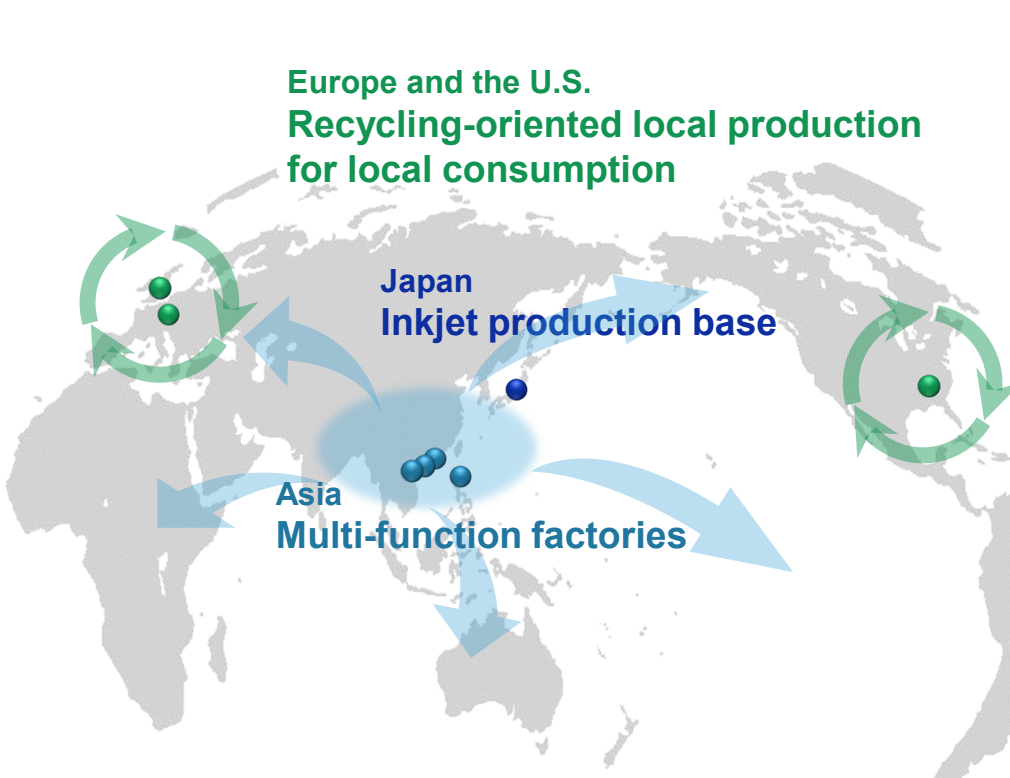 Europe and the U.S.
Recycling-oriented local production
for local consumption
Japan
Inkjet production base
Asia
Multi-function factories